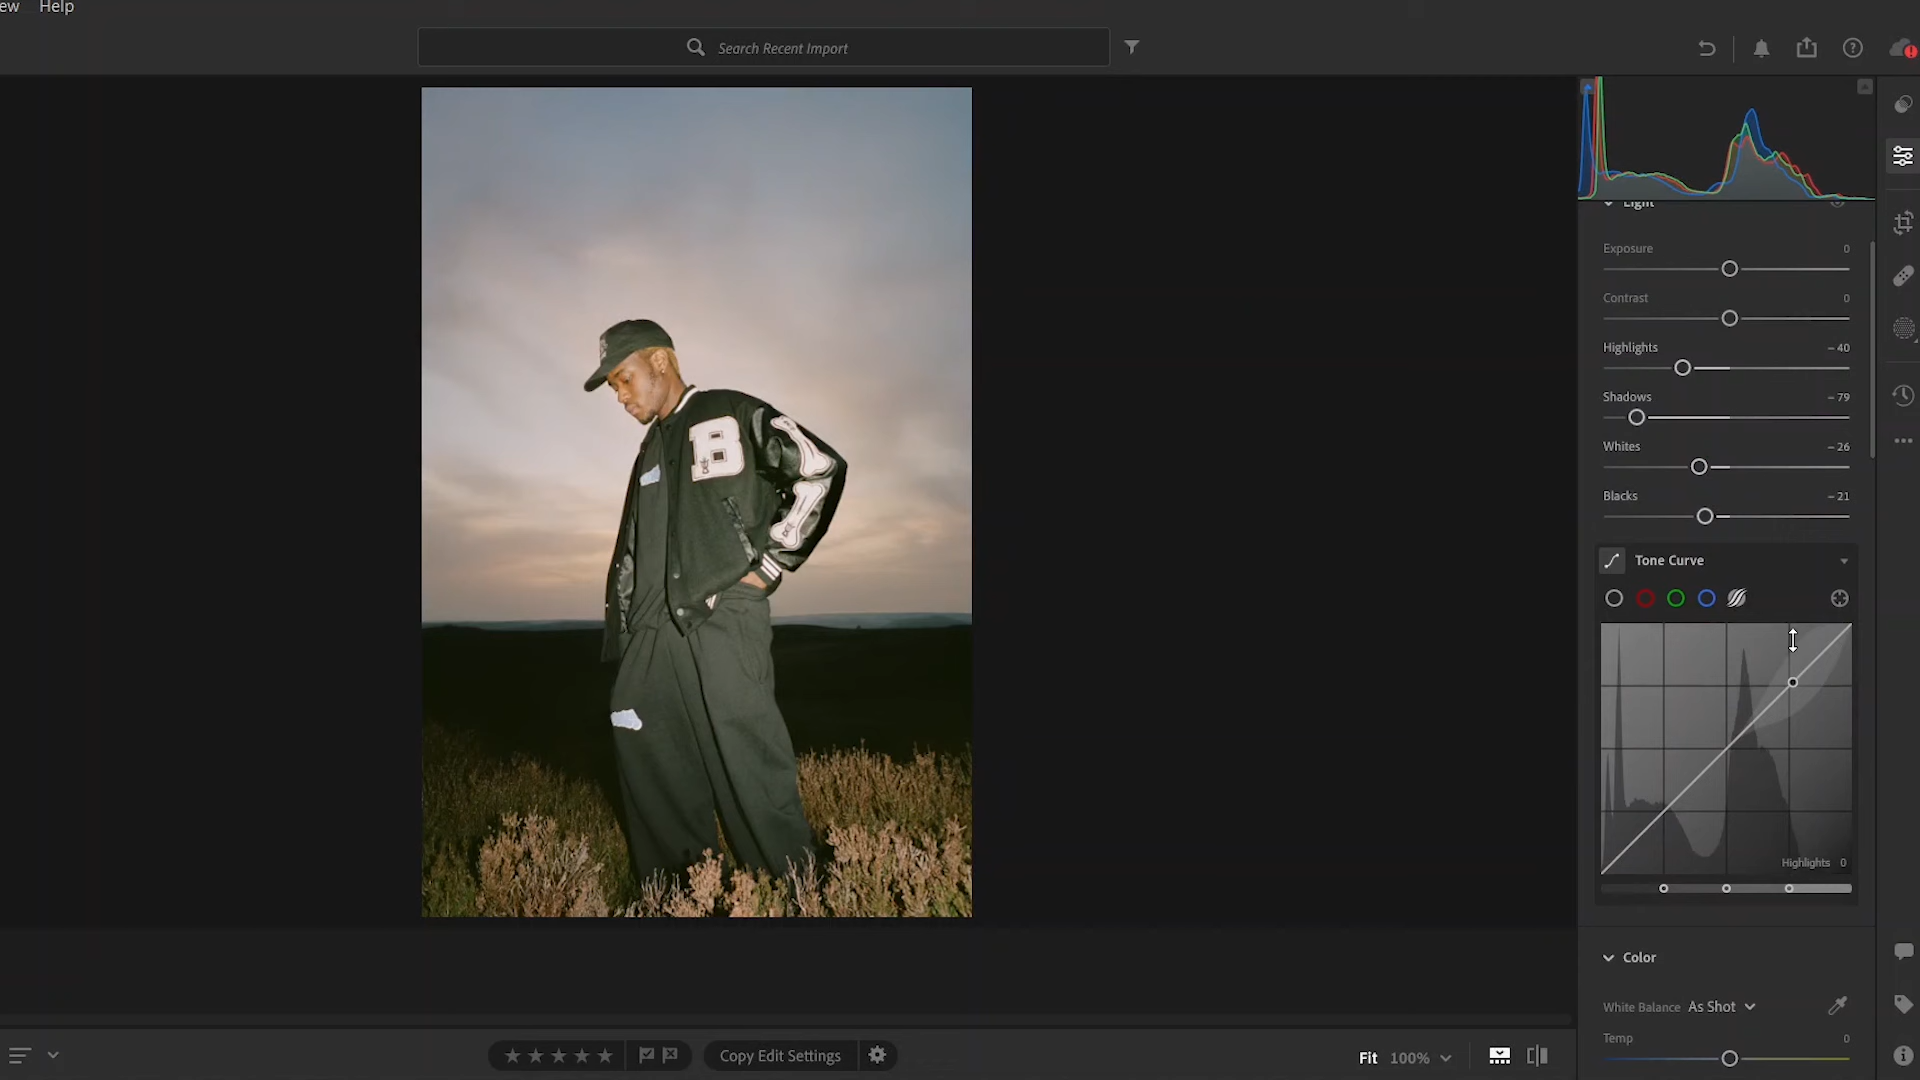 ew Help
Search Recent Import
Light
Exposure 0
Contrast 0
Highlights – 40
Shadows – 79
Whites – 26
Blacks – 21
Tone Curve
Highlights 0
Color
White Balance As Shot
Temp 0
B
Copy Edit Settings
Fit 100%